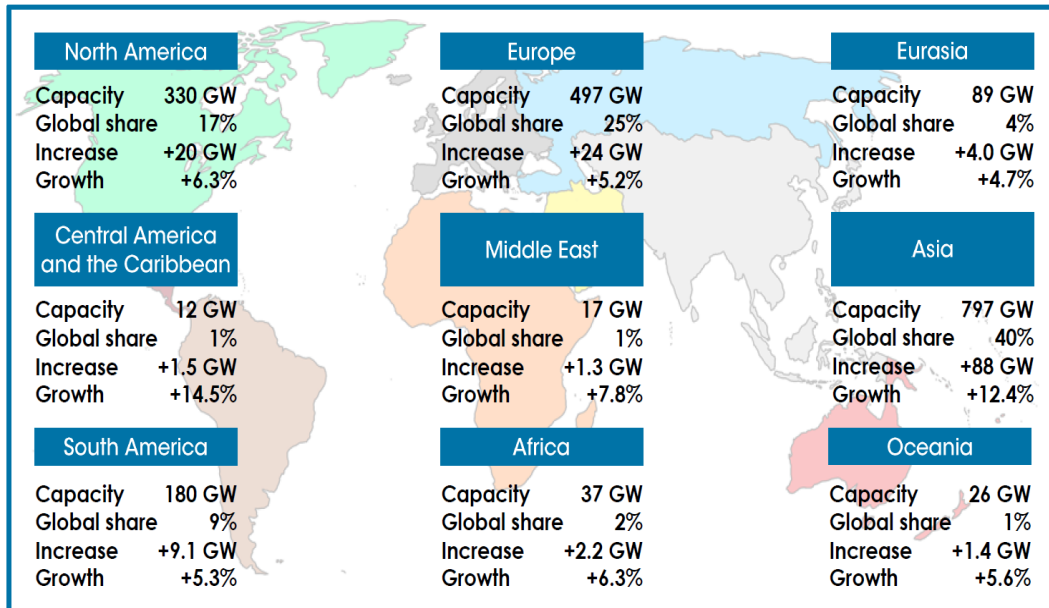 North America
Capacity 330 GW
Global share 17%
Increase +20 GW
Growth +6.3%
Europe
Capacity 497 GW
Global share 25%
Increase +24 GW
Growth +5.2%
Eurasia
Capacity 89 GW
Global share 4%
Increase +4.0 GW
Growth +4.7%
Central America
and the Caribbean
Capacity 12 GW
Global share 1%
Increase +1.5 GW
Growth +14.5%
Middle East
Capacity 17 GW
Global share 1%
Increase +1.3 GW
Growth +7.8%
Asia
Capacity 797 GW
Global share 40%
Increase +88 GW
Growth +12.4%
South America
Capacity 180 GW
Global share 9%
Increase +9.1 GW
Growth +5.3%
Africa
Capacity 37 GW
Global share 2%
Increase +2.2 GW
Growth +6.3%
Oceania
Capacity 26 GW
Global share 1%
Increase +1.4 GW
Growth +5.6%